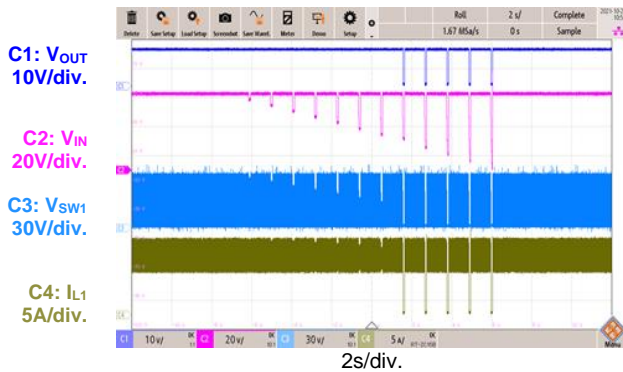 Delete Save Setup Load Setup Screenshot Save Wavef. Meter Demo Setup
Roll 2 s/ Complete
1.67 MSa/s 0 s Sample
C1: VOUT
10V/div.
C2: VIN
20V/div.
C3: VSW1
30V/div.
C4: IL1
5A/div.
C2
C1 10 v/ C2 20 v/ C3 30 v/ C4 5 A/
Menu
2s/div.